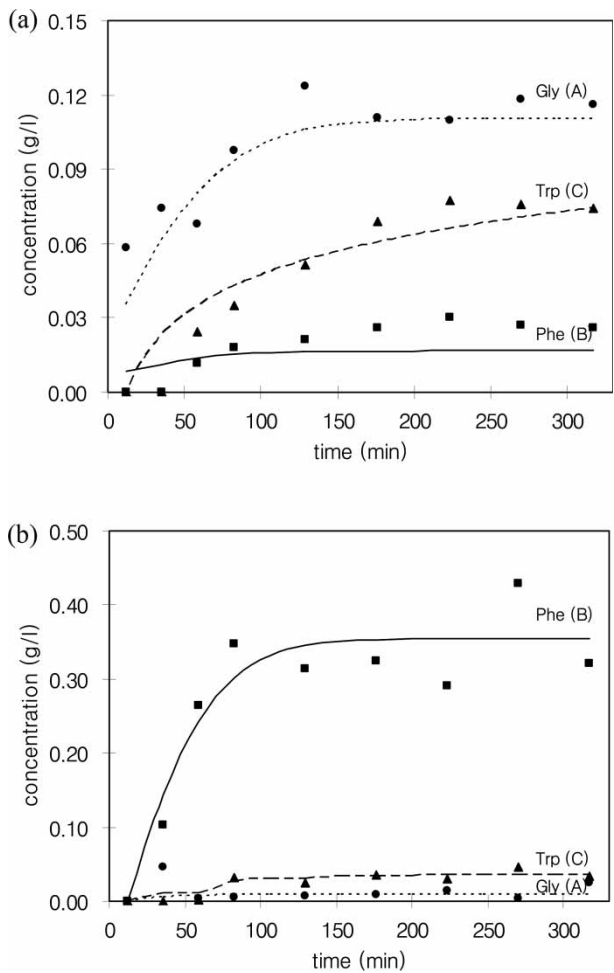 (a)
0.15
0.12
0.09
0.06
0.03
0.00
concentration (g/l)
Gly (A)
Trp (C)
Phe (B)
0 50 100 150 200 250 300
time (min)
(b)
0.50
0.40
0.30
0.20
0.10
0.00
concentration (g/l)
Phe (B)
Trp (C)
Gly (A)
0 50 100 150 200 250 300
time (min)